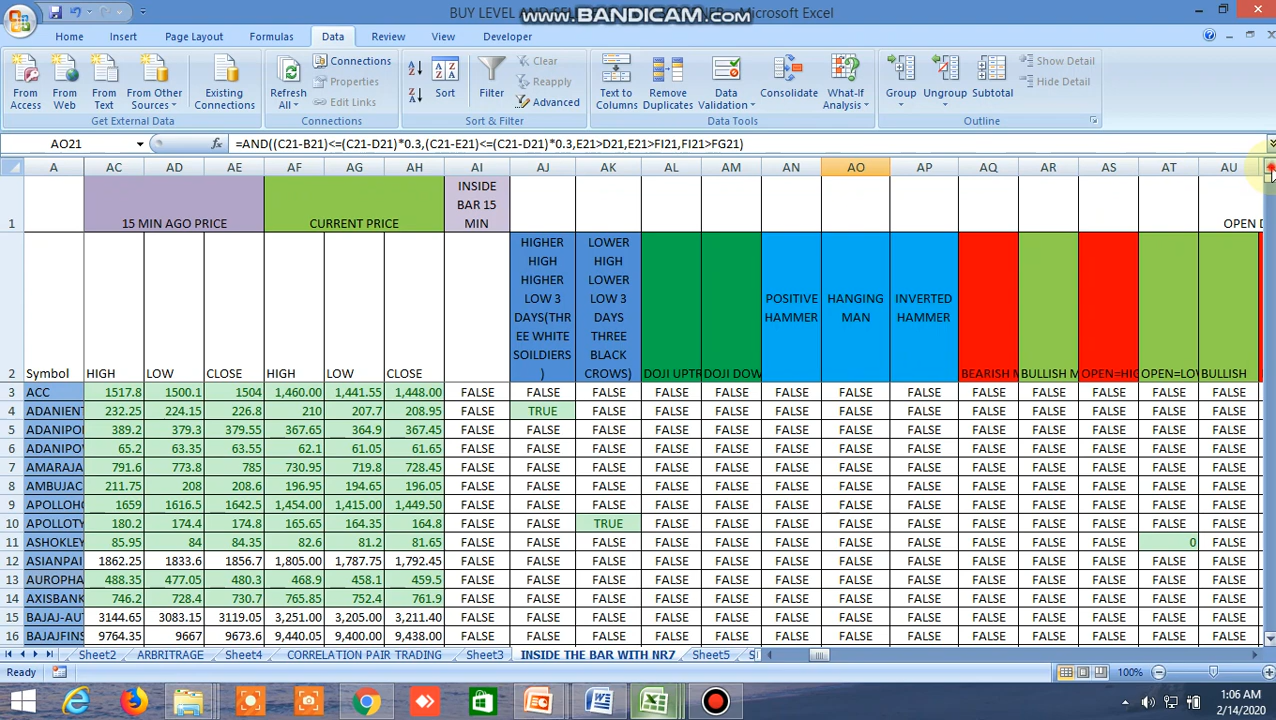 BUY LEVEL AND SEL
www.BANDICAM.com
Microsoft Excel
Home Insert Page Layout Formulas Data Review View Developer
From Access
From Web
From Text
From Other Sources
Existing Connections
Get External Data
Refresh All
Connections
Properties
Edit Links
Connections
Sort
Filter
Clear
Reapply
Advanced
Sort & Filter
Text to Columns
Remove Duplicates
Data Validation
Consolidate
What-If Analysis
Data Tools
Group
Ungroup
Subtotal
Show Detail
Hide Detail
Outline
AO21 fx =AND((C21-B21)<=(C21-D21)*0.3,(C21-E21)<=(C21-D21)*0.3,E21>D21,E21>FI21,FI21>FG21)
A AC AD AE AF AG AH AI AJ AK AL AM AN AO AP AQ AR AS AT AU
1 15 MIN AGO PRICE CURRENT PRICE INSIDE BAR 15 MIN OPEN D
2 Symbol HIGH LOW CLOSE HIGH LOW CLOSE
HIGHER HIGH HIGHER LOW 3 DAYS(THR EE WHITE SOILDIERS )
LOWER HIGH LOWER LOW 3 DAYS THREE BLACK CROWS)
DOJI UPTR DOJI DOW
POSITIVE HAMMER
HANGING MAN
INVERTED HAMMER
BEARISH M BULLISH M OPEN=HIG OPEN=LOV BULLISH
3 ACC 1517.8 1500.1 1504 1,460.00 1,441.55 1,448.00 FALSE FALSE FALSE FALSE FALSE FALSE FALSE FALSE FALSE FALSE FALSE FALSE FALSE
4 ADANIENT 232.25 224.15 226.8 210 207.7 208.95 FALSE TRUE FALSE FALSE FALSE FALSE FALSE FALSE FALSE FALSE FALSE FALSE FALSE
5 ADANIPO 389.2 379.3 379.55 367.65 364.9 367.45 FALSE FALSE FALSE FALSE FALSE FALSE FALSE FALSE FALSE FALSE FALSE FALSE FALSE
6 ADANIPO 65.2 63.35 63.55 62.1 61.05 61.65 FALSE FALSE FALSE FALSE FALSE FALSE FALSE FALSE FALSE FALSE FALSE FALSE FALSE
7 AMARAJA 791.6 773.8 785 730.95 719.8 728.45 FALSE FALSE FALSE FALSE FALSE FALSE FALSE FALSE FALSE FALSE FALSE FALSE FALSE
8 AMBUJAC 211.75 208 208.6 196.95 194.65 196.05 FALSE FALSE FALSE FALSE FALSE FALSE FALSE FALSE FALSE FALSE FALSE FALSE FALSE
9 APOLLOHO 1659 1616.5 1642.5 1,454.00 1,415.00 1,449.50 FALSE FALSE FALSE FALSE FALSE FALSE FALSE FALSE FALSE FALSE FALSE FALSE FALSE
10 APOLLOTY 180.2 174.4 174.8 165.65 164.35 164.8 FALSE FALSE TRUE FALSE FALSE FALSE FALSE FALSE FALSE FALSE FALSE FALSE FALSE
11 ASHOKLEY 85.95 84 84.35 82.6 81.2 81.65 FALSE FALSE FALSE FALSE FALSE FALSE FALSE FALSE FALSE FALSE FALSE 0 FALSE
12 ASIANPAI 1862.25 1833.6 1856.7 1,805.00 1,787.75 1,792.45 FALSE FALSE FALSE FALSE FALSE FALSE FALSE FALSE FALSE FALSE FALSE FALSE FALSE
13 AUROPHA 488.35 477.05 480.3 468.9 458.1 459.5 FALSE FALSE FALSE FALSE FALSE FALSE FALSE FALSE FALSE FALSE FALSE FALSE FALSE
14 AXISBANK 746.2 728.4 730.7 765.85 752.4 761.9 FALSE FALSE FALSE FALSE FALSE FALSE FALSE FALSE FALSE FALSE FALSE FALSE FALSE
15 BAJAJ-AUT 3144.65 3083.15 3119.05 3,251.00 3,205.00 3,211.40 FALSE FALSE FALSE FALSE FALSE FALSE FALSE FALSE FALSE FALSE FALSE FALSE FALSE
16 BAJAJFINS 9764.35 9667 9673.6 9,440.05 9,400.00 9,438.00 FALSE FALSE FALSE FALSE FALSE FALSE FALSE FALSE FALSE FALSE FALSE FALSE FALSE
Sheet2 ARBRITRAGE Sheet4 CORRELATION PAIR TRADING Sheet3 INSIDE THE BAR WITH NR7 Sheet5
Ready 100%
1:06 AM
2/14/2020